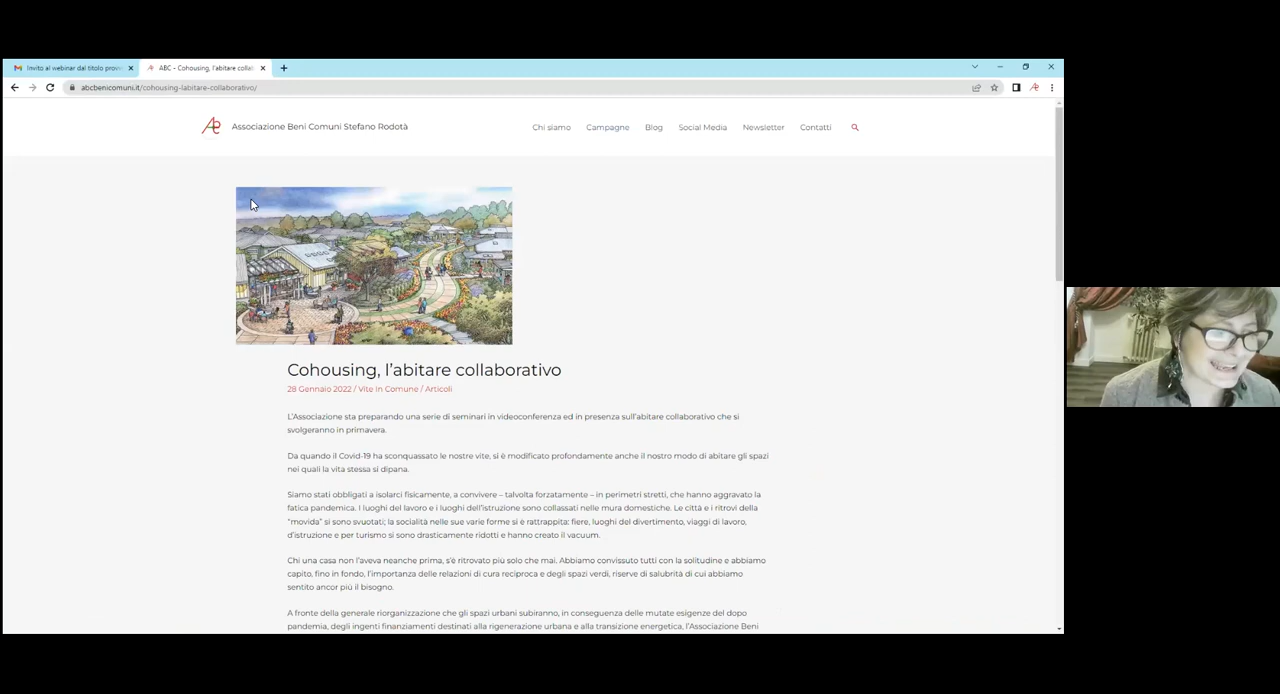 Invito al webinar dal titolo prove
ABC - Cohousing, l'abitare collab
abcbenicomuni.it/cohousing-labitare-collaborativo/
Associazione Beni Comuni Stefano Rodotà
Chi siamo Campagne Blog Social Media Newsletter Contatti
Cohousing, l'abitare collaborativo
28 Gennaio 2022 / Vite In Comune / Articoli
L'Associazione sta preparando una serie di seminari in videoconferenza ed in presenza sull'abitare collaborativo che si
svolgeranno in primavera.
Da quando il Covid-19 ha sconquassato le nostre vite, si è modificato profondamente anche il nostro modo di abitare gli spazi
nei quali la vita stessa si dipana.
Siamo stati obbligati a isolarci fisicamente, a convivere – talvolta forzatamente – in perimetri stretti, che hanno aggravato la
fatica pandemica. I luoghi del lavoro e i luoghi dell'istruzione sono collassati nelle mura domestiche. Le città e i ritrovi della
"movida" si sono svuotati; la socialità nelle sue varie forme si è rattrappita: fiere, luoghi del divertimento, viaggi di lavoro,
d'istruzione e per turismo si sono drasticamente ridotti e hanno creato il vacuum.
Chi una casa non l'aveva neanche prima, s'è ritrovato più solo che mai. Abbiamo convissuto tutti con la solitudine e abbiamo
capito, fino in fondo, l'importanza delle relazioni di cura reciproca e degli spazi verdi, riserve di salubrità di cui abbiamo
sentito ancor più il bisogno.
A fronte della generale riorganizzazione che gli spazi urbani subiranno, in conseguenza delle mutate esigenze del dopo
pandemia, degli ingenti finanziamenti destinati alla rigenerazione urbana e alla transizione energetica, l'Associazione Beni